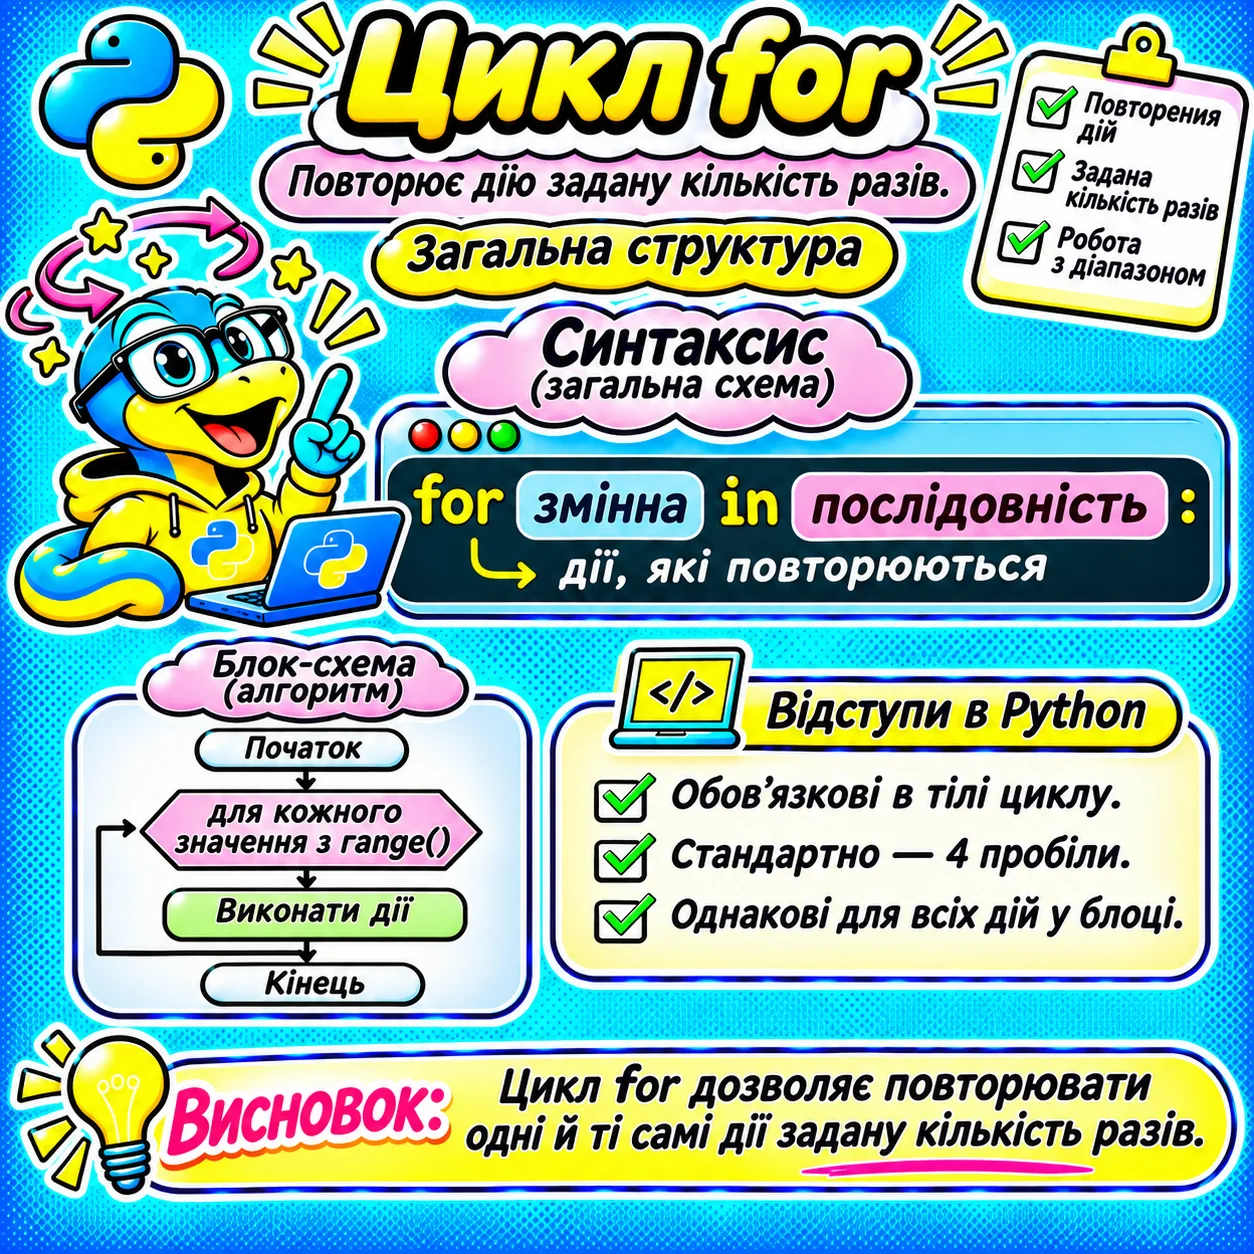 Цикл for
Повторює дію задану кількість разів.
Загальна структура
Повторения
дій
Задана
кількість разів
Робота
з діапазоном
Синтаксис
(загальна схема)
for змінна in послідовність :
дії, які повторюються
Блок-схема
(алгоритм)
Початок
для кожного
значення з range()
Виконати дії
Кінець
</>
Відступи в Python
Обов’язкові в тілі циклу.
Стандартно — 4 пробіли.
Однакові для всіх дій у блоці.
Висновок:
Цикл for дозволяє повторювати
одні й ті самі дії задану кількість разів.